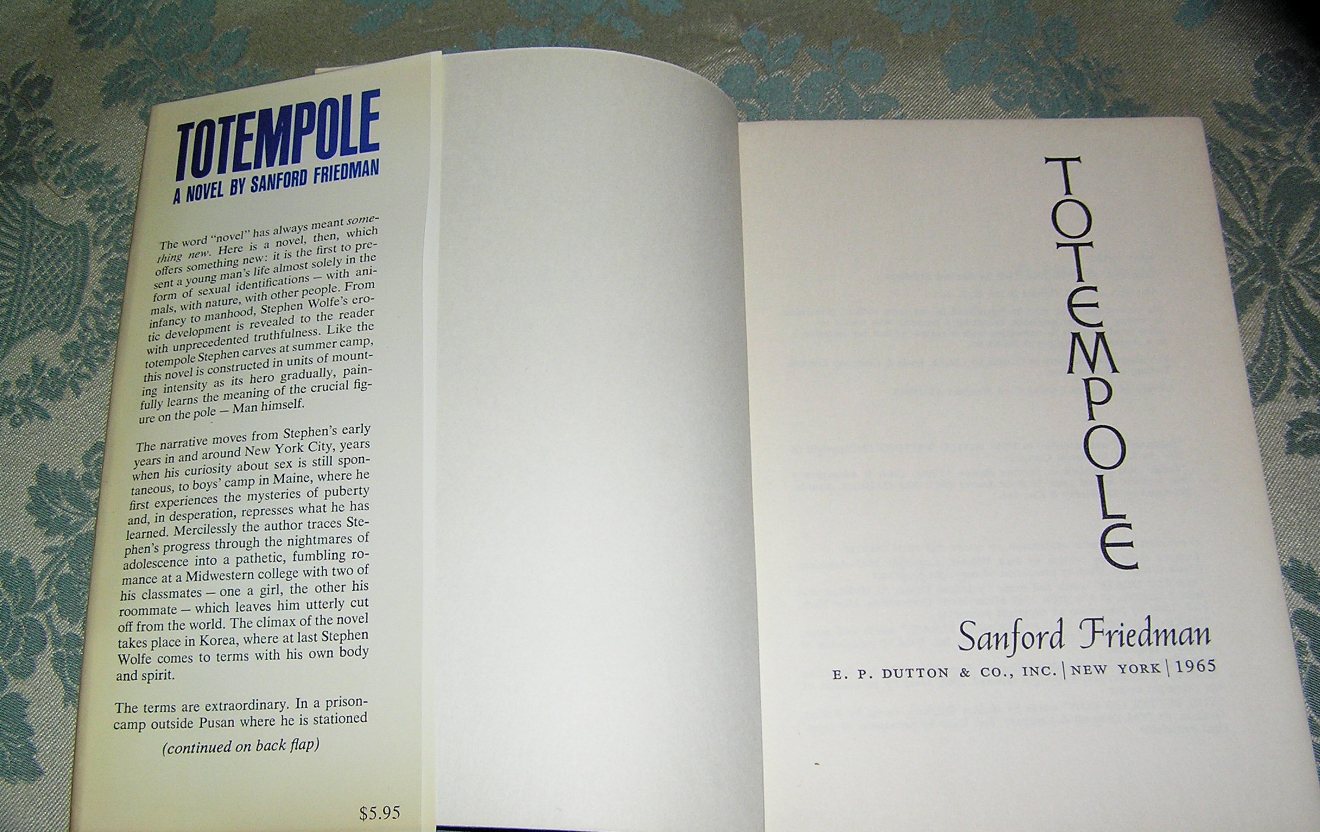 TOTEMPOLE
A NOVEL BY SANFORD FRIEDMAN
The word “novel” has always meant some-
thing new. Here is a novel, then, which
offers something new: it is the first to pre-
sent a young man’s life almost solely in the
form of sexual identifications — with ani-
mals, with nature, with other people. From
infancy to manhood, Stephen Wolfe’s ero-
tic development is revealed to the reader
with unprecedented truthfulness. Like the
totempole Stephen carves at summer camp,
this novel is constructed in units of mount-
ing intensity as its hero gradually, pain-
fully learns the meaning of the crucial fig-
ure on the pole — Man himself.
The narrative moves from Stephen’s early
years in and around New York City, years
when his curiosity about sex is still spon-
taneous, to boys’ camp in Maine, where he
first experiences the mysteries of puberty
and, in desperation, represses what he has
learned. Mercilessly the author traces Ste-
phen’s progress through the nightmares of
adolescence into a pathetic, fumbling ro-
mance at a Midwestern college with two of
his classmates — one a girl, the other his
roommate — which leaves him utterly cut
off from the world. The climax of the novel
takes place in Korea, where at last Stephen
Wolfe comes to terms with his own body
and spirit.
The terms are extraordinary. In a prison-
camp outside Pusan where he is stationed
(continued on back flap)
$5.95
TOTEMPOLE
Sanford Friedman
E. P. DUTTON & CO., INC. | NEW YORK | 1965